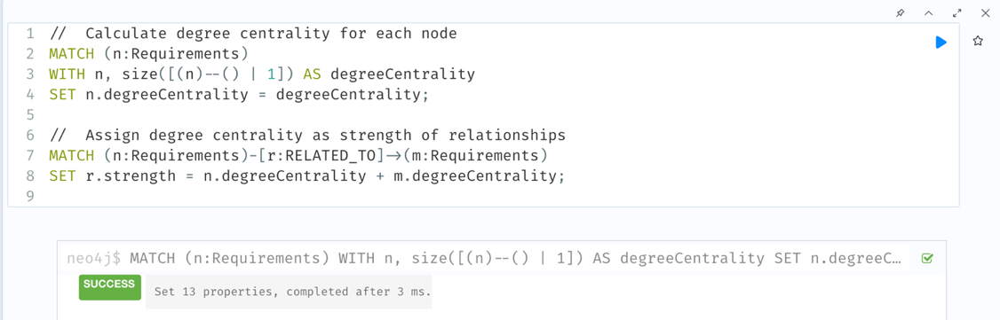 1 //  Calculate degree centrality for each node
2 MATCH (n:Requirements)
3 WITH n, size([(n)--() | 1]) AS degreeCentrality
4 SET n.degreeCentrality = degreeCentrality;
5
6 //  Assign degree centrality as strength of relationships
7 MATCH (n:Requirements)-[r:RELATED_TO]->(m:Requirements)
8 SET r.strength = n.degreeCentrality + m.degreeCentrality;
9
neo4j$ MATCH (n:Requirements) WITH n, size([(n)--() | 1]) AS degreeCentrality SET n.degreeC…
SUCCESS Set 13 properties, completed after 3 ms.